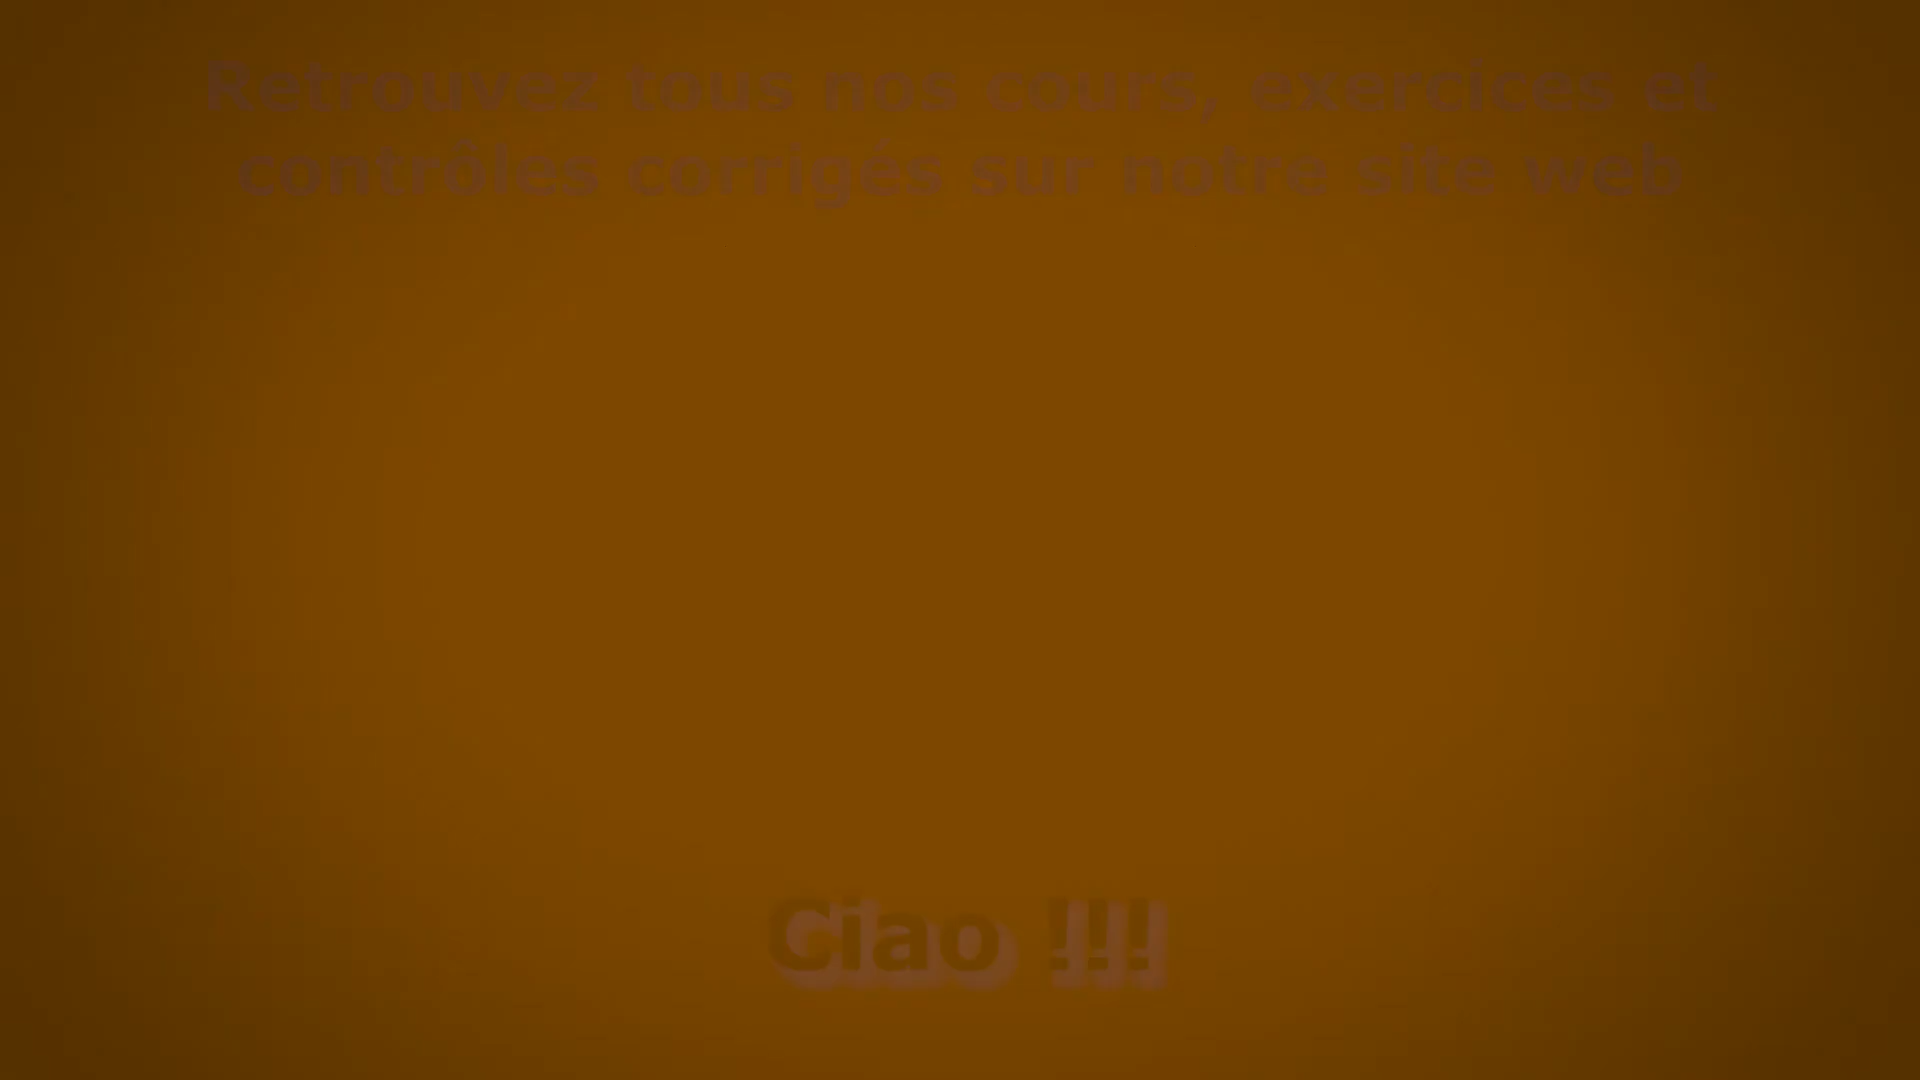 Retrouvez tous nos cours, exercices et
contrôles corrigés sur notre site web
Ciao !!!